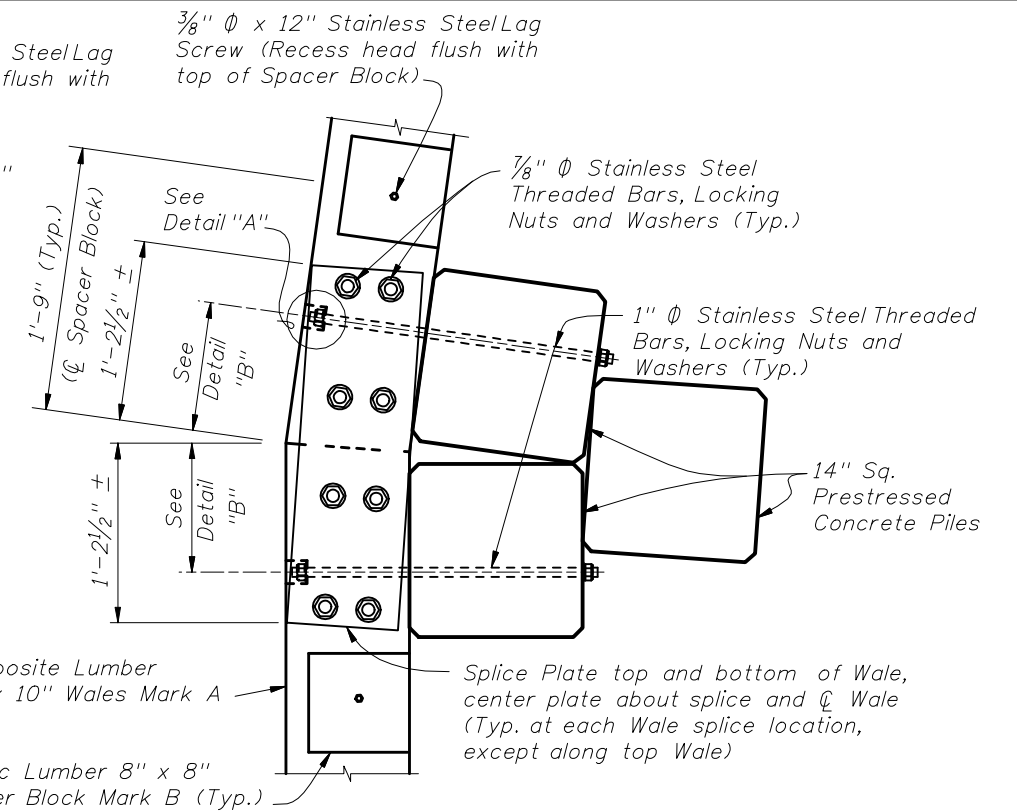 3/8" ϕ x 12" Stainless Steel Lag
Screw (Recess head flush with
top of Spacer Block)
Steel Lag
flush with
"
7/8" ϕ Stainless Steel
Threaded Bars, Locking
Nuts and Washers (Typ.)
See
Detail "A"
1'-9" (Typ.)
(℄ Spacer Block)
1'-2 1/2" ±
See
Detail
"B"
1" ϕ Stainless Steel Threaded
Bars, Locking Nuts and
Washers (Typ.)
1'-2 1/2" ±
See
Detail
"B"
14" Sq.
Prestressed
Concrete Piles
posite Lumber
x 10" Wales Mark A
Splice Plate top and bottom of Wale,
center plate about splice and ℄ Wale
(Typ. at each Wale splice location,
except along top Wale)
c Lumber 8" x 8"
er Block Mark B (Typ.)